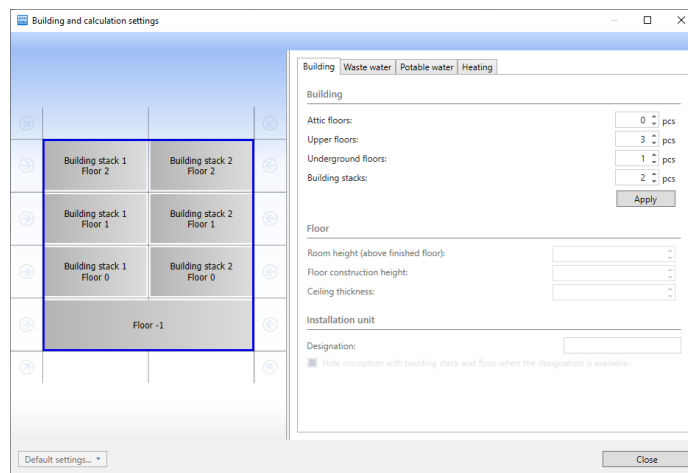 Building and calculation settings
Building stack 1
Floor 2
Building stack 2
Floor 2
Building stack 1
Floor 1
Building stack 2
Floor 1
Building stack 1
Floor 0
Building stack 2
Floor 0
Floor -1
Default settings...
Building Waste water Potable water Heating
Building
Attic floors: 0 pcs
Upper floors: 3 pcs
Underground floors: 1 pcs
Building stacks: 2 pcs
Apply
Floor
Room height (above finished floor):
Floor construction height:
Ceiling thickness:
Installation unit
Designation:
Hide inscription with building stack and floor when the designation is available
Close